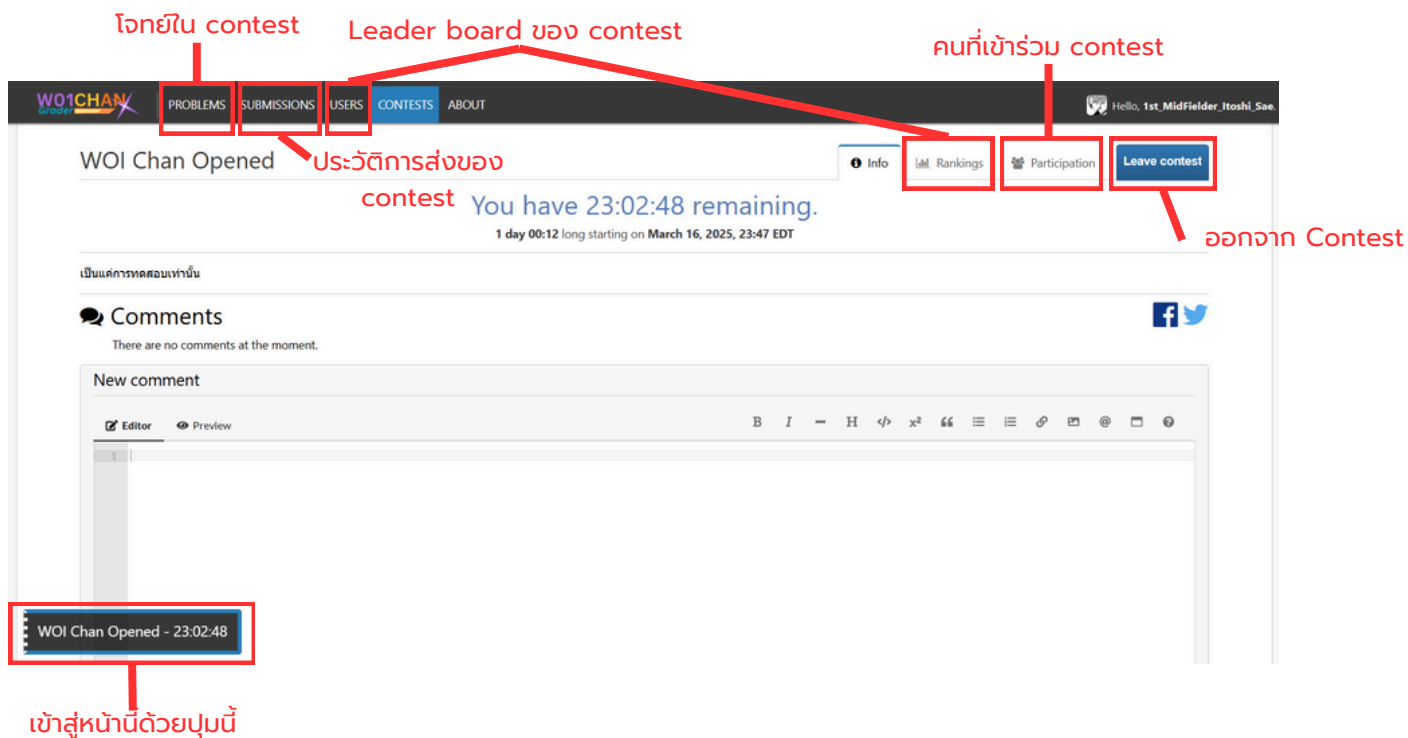 โจทย์ใน contest
Leader board ของ contest
คนที่เข้าร่วม contest
WO1CHAN
Grader
PROBLEMS SUBMISSIONS USERS CONTESTS ABOUT
Hello, 1st_MidFielder_Itoshi_Sae.
WOI Chan Opened
ประวัติการส่งของ
contest
Info Rankings Participation Leave contest
You have 23:02:48 remaining.
1 day 00:12 long starting on March 16, 2025, 23:47 EDT
ออกจาก Contest
เป็นแค่การทดสอบเท่านั้น
Comments
There are no comments at the moment.
New comment
Editor Preview
1
WOI Chan Opened - 23:02:48
เข้าสู่หน้านี้ด้วยปุ่มนี้